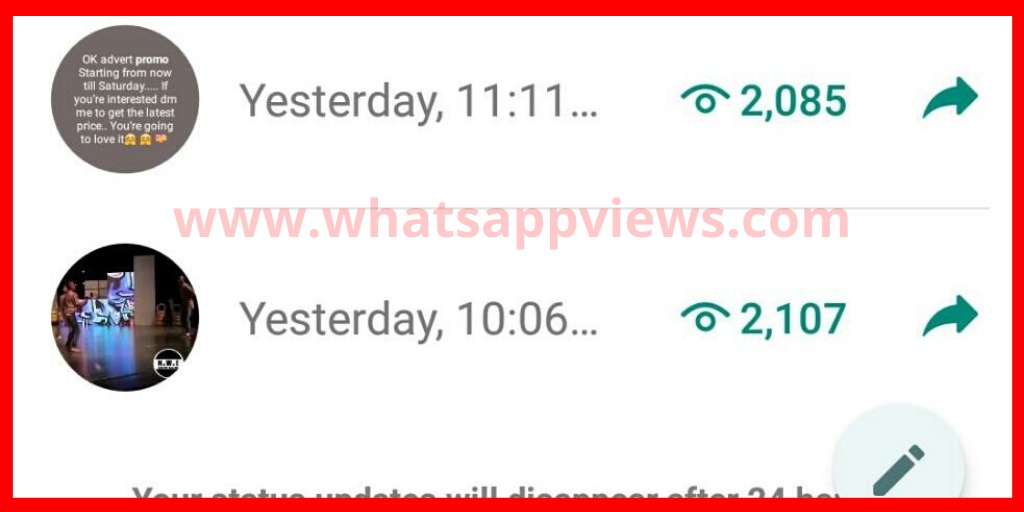 OK advert promo
Starting from now
till Saturday..... If
you're interested dm
me to get the latest
price.. You're going
to love it🤗 🤗 💝
Yesterday, 11:11...
2,085
www.whatsappviews.com
Yesterday, 10:06...
2,107
Your status updates will disappear after 24